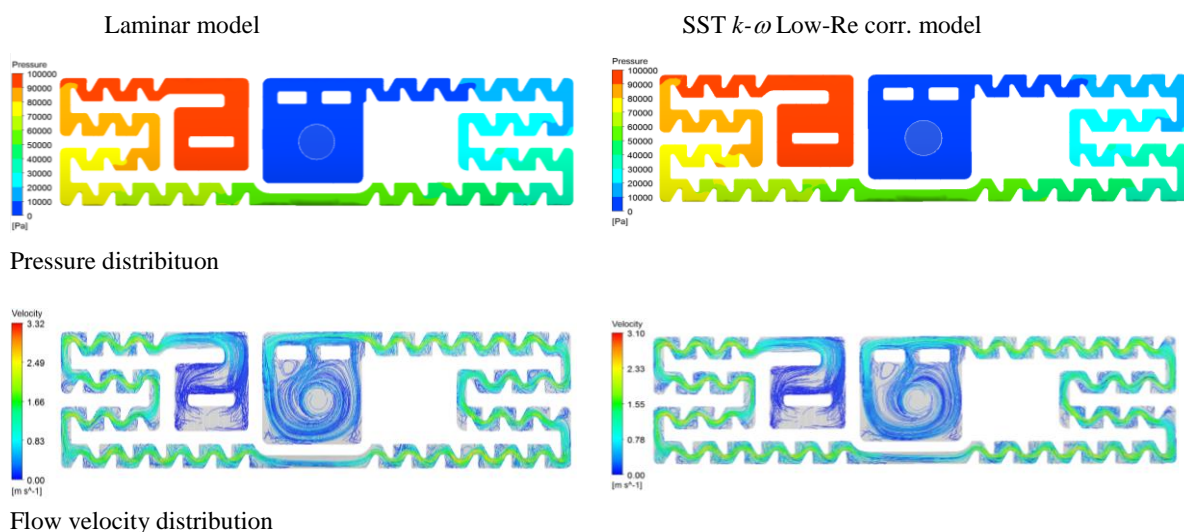 Laminar model
SST k-ω Low-Re corr. model
Pressure
100000
90000
80000
70000
60000
50000
40000
30000
20000
10000
0
[Pa]
Pressure
100000
90000
80000
70000
60000
50000
40000
30000
20000
10000
0
[Pa]
Pressure distribituon
Velocity
3.32
2.49
1.66
0.83
0.00
[m s^-1]
Velocity
3.10
2.33
1.55
0.78
0.00
[m s^-1]
Flow velocity distribution